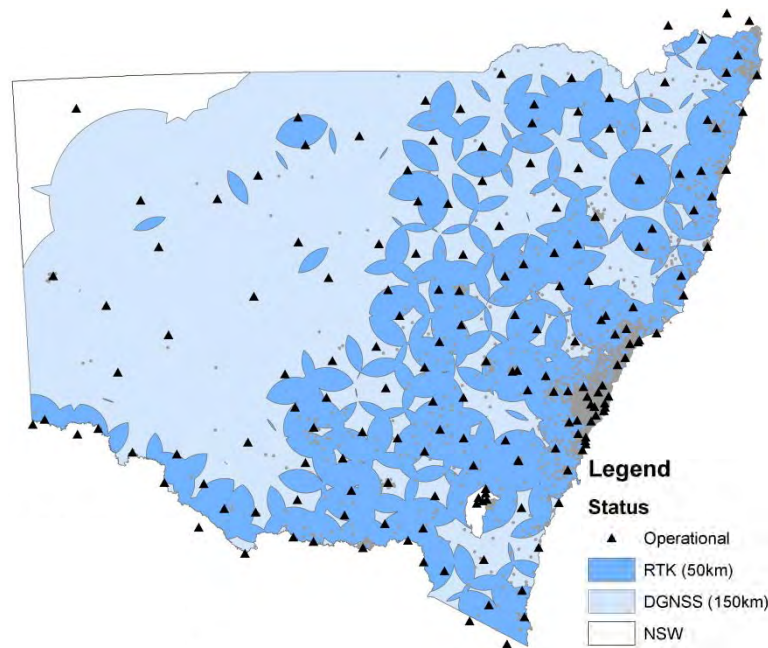 Legend
Status
Operational
RTK (50km)
DGNSS (150km)
NSW